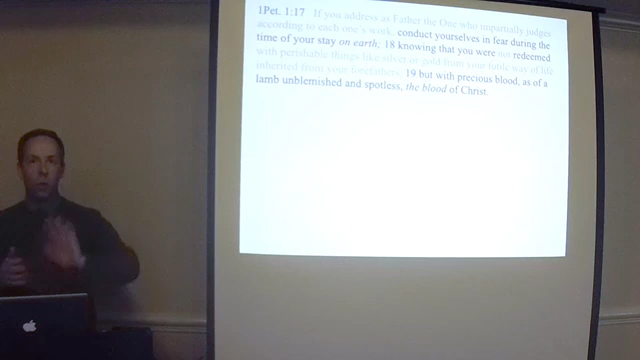 1Pet. 1:17 If you address as Father the One who impartially judges
according to each one's work, conduct yourselves in fear during the
time of your stay on earth; 18 knowing that you were not redeemed
with perishable things like silver or gold from your futile way of life
inherited from your forefathers, 19 but with precious blood, as of a
lamb unblemished and spotless, the blood of Christ.